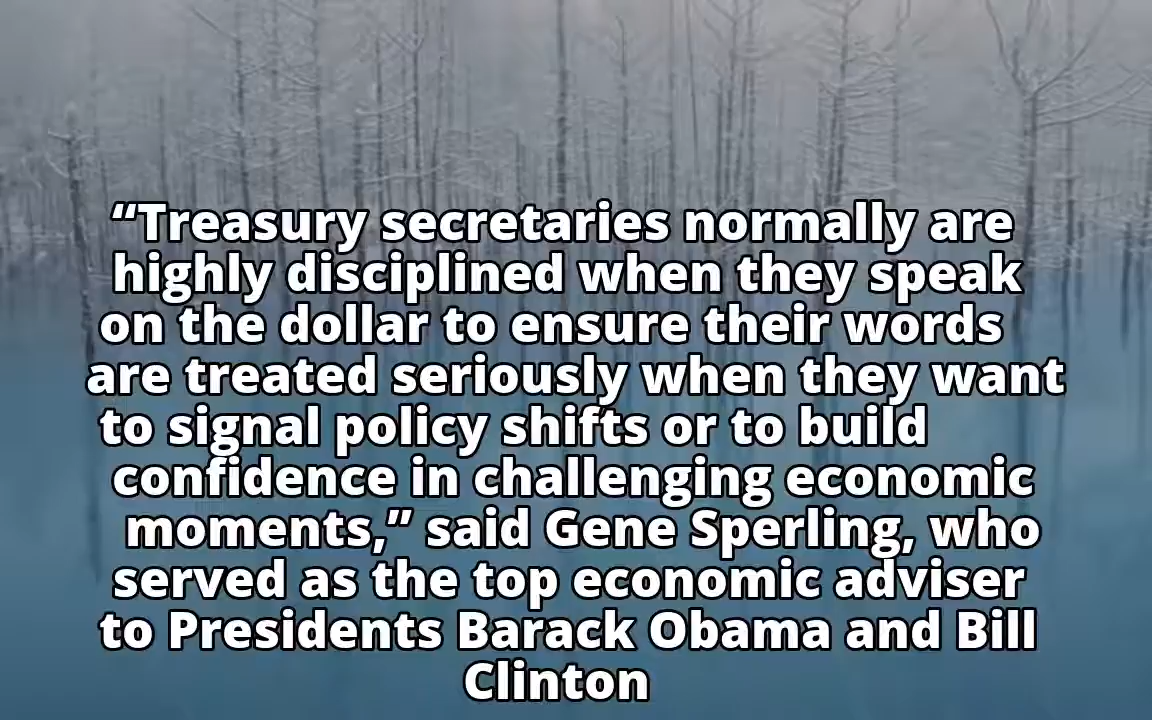 “Treasury secretaries normally are
highly disciplined when they speak
on the dollar to ensure their words
are treated seriously when they want
to signal policy shifts or to build
confidence in challenging economic
moments,” said Gene Sperling, who
served as the top economic adviser
to Presidents Barack Obama and Bill
Clinton